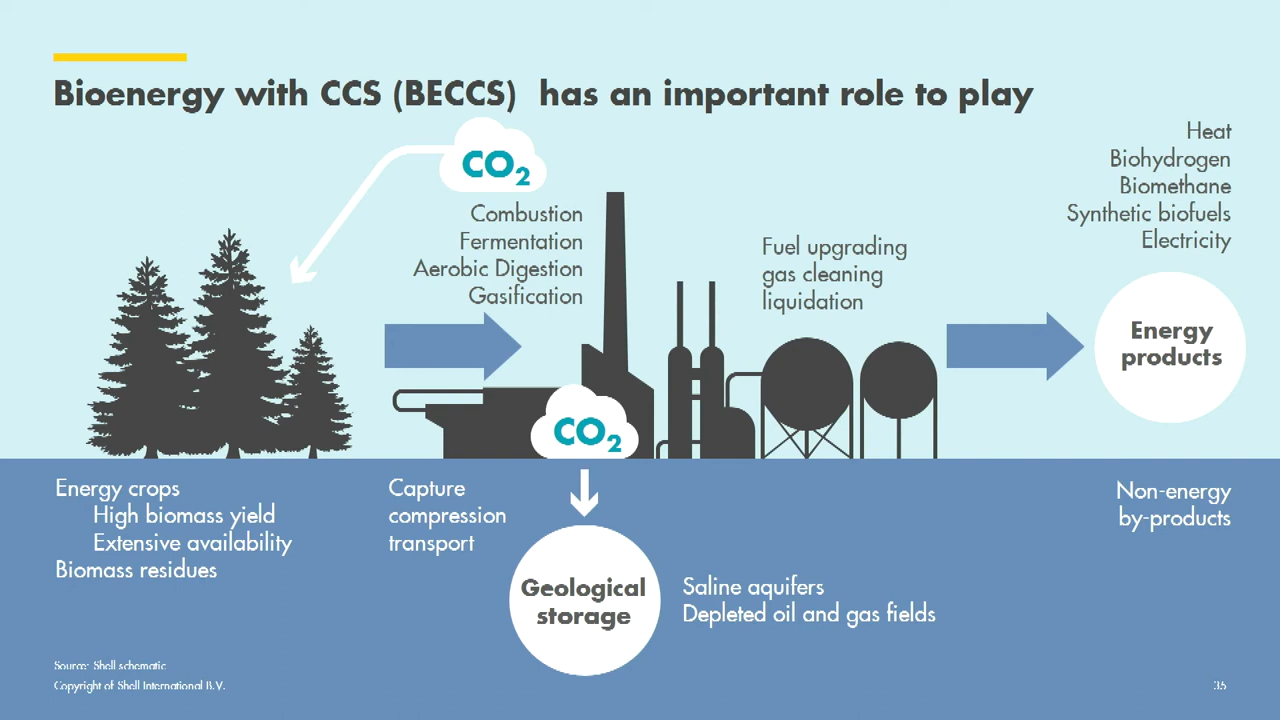 Bioenergy with CCS (BECCS)  has an important role to play
CO2
Combustion
Fermentation
Aerobic Digestion
Gasification
Fuel upgrading
gas cleaning
liquidation
Heat
Biohydrogen
Biomethane
Synthetic biofuels
Electricity
Energy
products
CO2
Energy crops
High biomass yield
Extensive availability
Biomass residues
Capture
compression
transport
Geological
storage
Saline aquifers
Depleted oil and gas fields
Non-energy
by-products
Source: Shell schematic
Copyright of Shell International B.V.
35